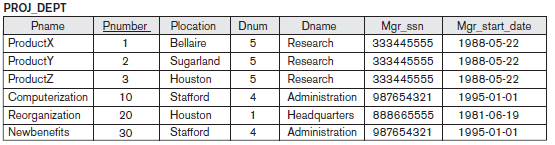 PROJ_DEPT
Pname Pnumber Plocation Dnum Dname Mgr_ssn Mgr_start_date
ProductX 1 Bellaire 5 Research 333445555 1988-05-22
ProductY 2 Sugarland 5 Research 333445555 1988-05-22
ProductZ 3 Houston 5 Research 333445555 1988-05-22
Computerization 10 Stafford 4 Administration 987654321 1995-01-01
Reorganization 20 Houston 1 Headquarters 888665555 1981-06-19
Newbenefits 30 Stafford 4 Administration 987654321 1995-01-01